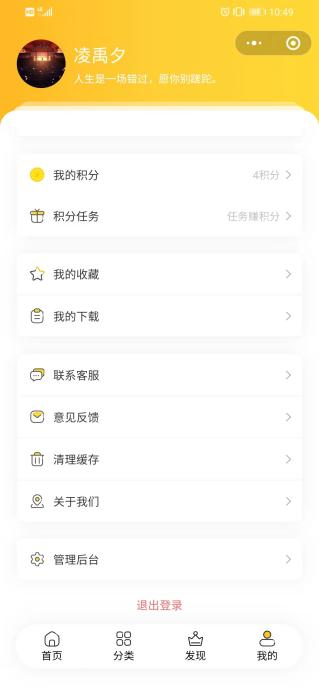 10:49
凌禹夕
人生是一场错过，愿你别蹉跎。
我的积分
4积分
积分任务
任务赚积分
我的收藏
我的下载
联系客服
意见反馈
清理缓存
关于我们
管理后台
退出登录
首页 分类 发现 我的